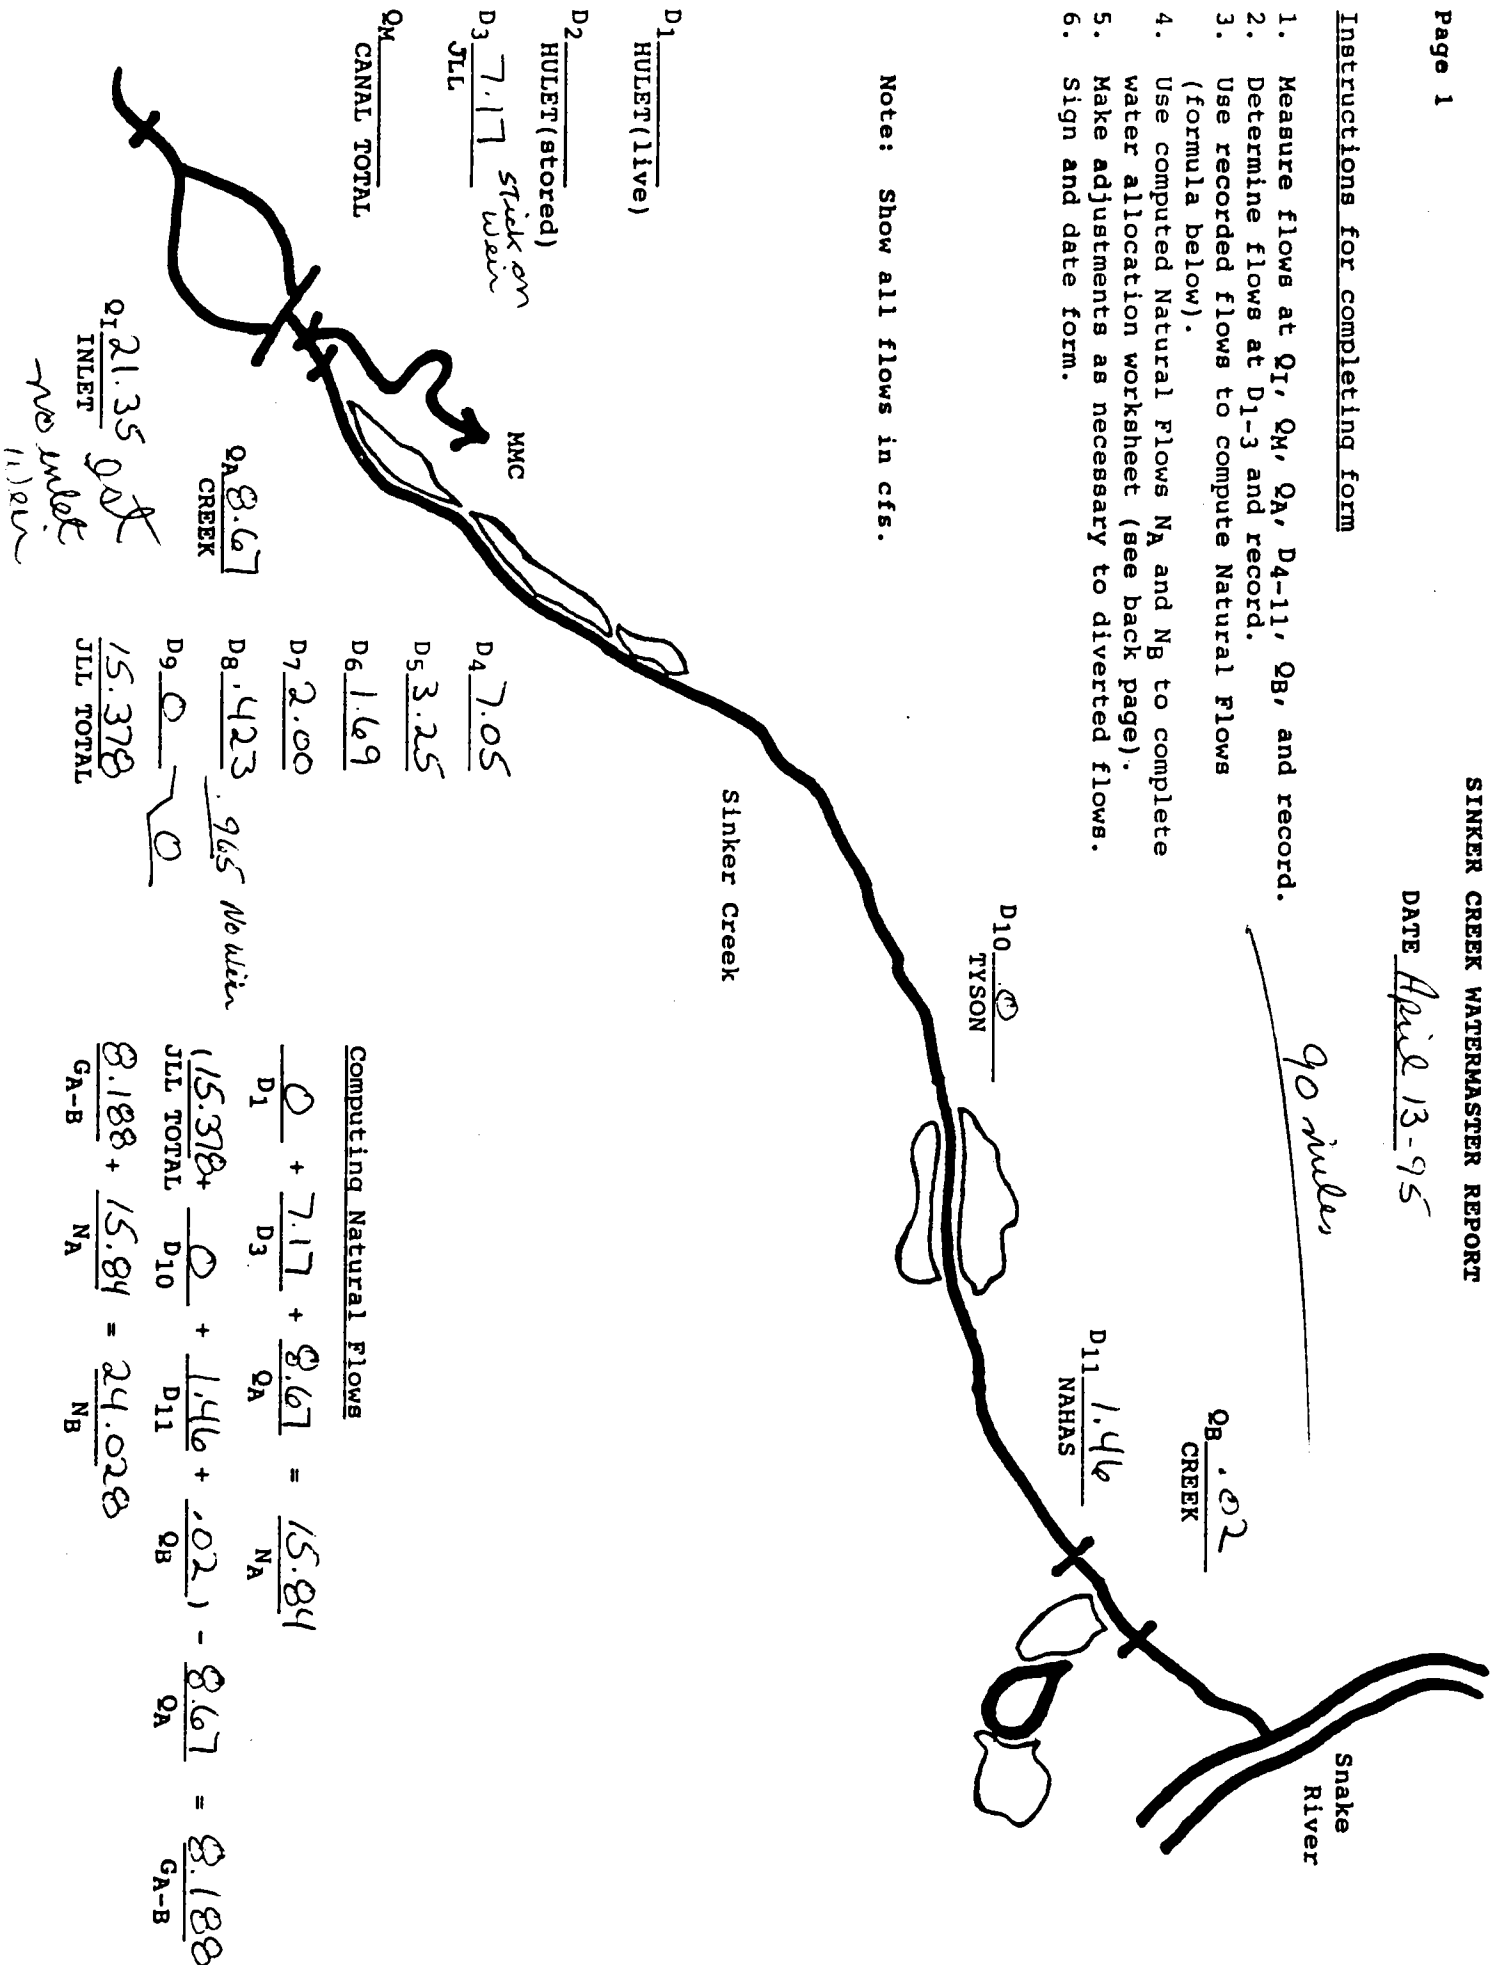 Page 1
SINKER CREEK WATERMASTER REPORT
DATE April 13-95
Instructions for completing form
1. Measure flows at QI, QM, QA, D4-11, QB, and record.
2. Determine flows at D1-3 and record.
3. Use recorded flows to compute Natural Flows
(formula below).
4. Use computed Natural Flows NA and NB to complete
water allocation worksheet (see back page).
5. Make adjustments as necessary to diverted flows.
6. Sign and date form.
90 miles
Note: Show all flows in cfs.
QB .02
CREEK
Snake
River
D11 1.46
NAHAS
D10 0
TYSON
Sinker Creek
D1
HULET(live)
D2
HULET(stored)
D3 7.17 stick on
weir
JLL
QM
CANAL TOTAL
MMC
QA 8.67
CREEK
QI 21.35 est
INLET
no inlet
weir
D4 7.05
D5 3.25
D6 1.69
D7 2.00
D8 .423 .965 No Weir
D9 0 0
15.378
JLL TOTAL
Computing Natural Flows
0 + 7.17 + 8.67 = 15.84
D1 D3 QA NA
(15.378+ 0 + 1.46 + .02) - 8.67 = 8.188
JLL TOTAL D10 D11 QB QA GA-B
8.188 + 15.84 = 24.028
GA-B NA NB